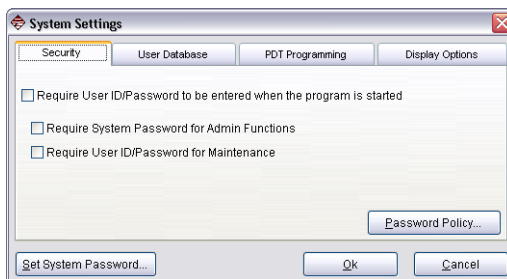 System Settings
Security User Database PDT Programming Display Options
Require User ID/Password to be entered when the program is started
Require System Password for Admin Functions
Require User ID/Password for Maintenance
Password Policy...
Set System Password... Ok Cancel